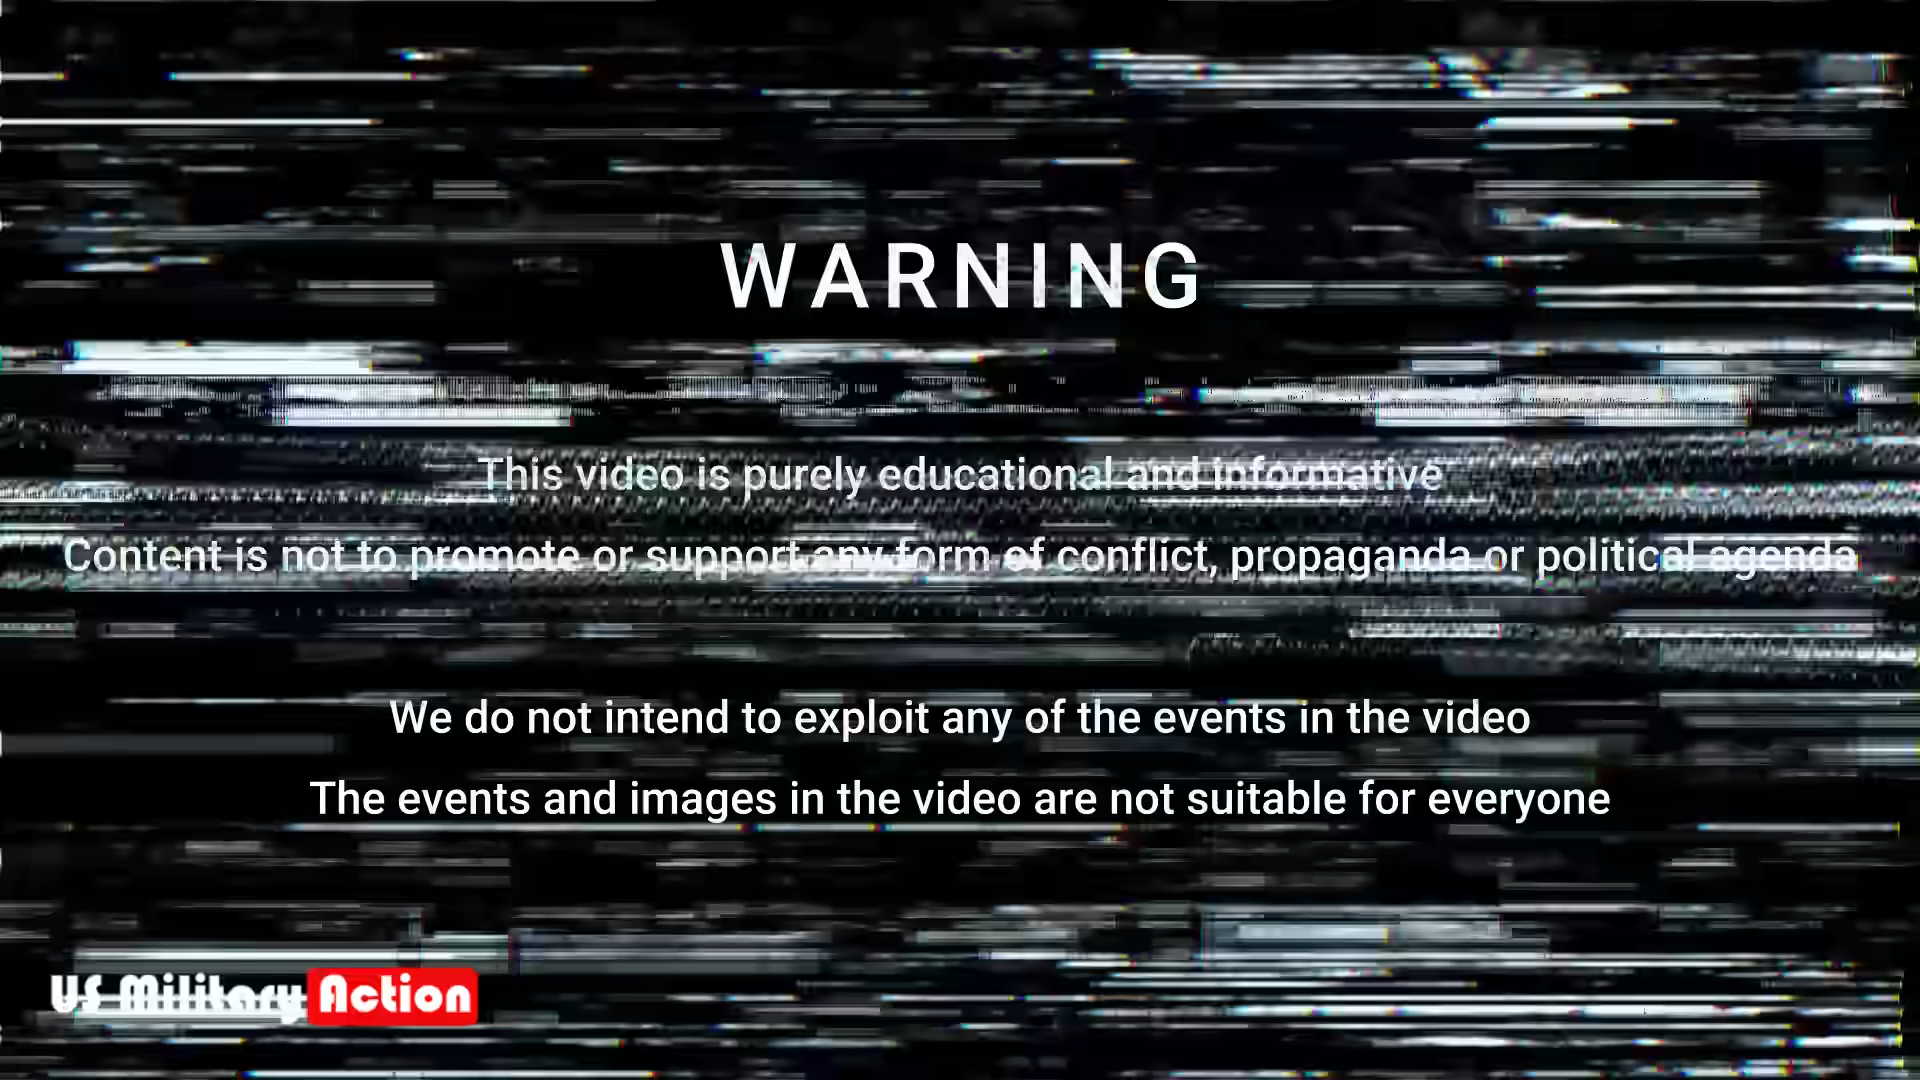 WARNING
This video is purely educational and informative
Content is not to promote or support any form of conflict, propaganda or political agenda
We do not intend to exploit any of the events in the video
The events and images in the video are not suitable for everyone
US Military Action